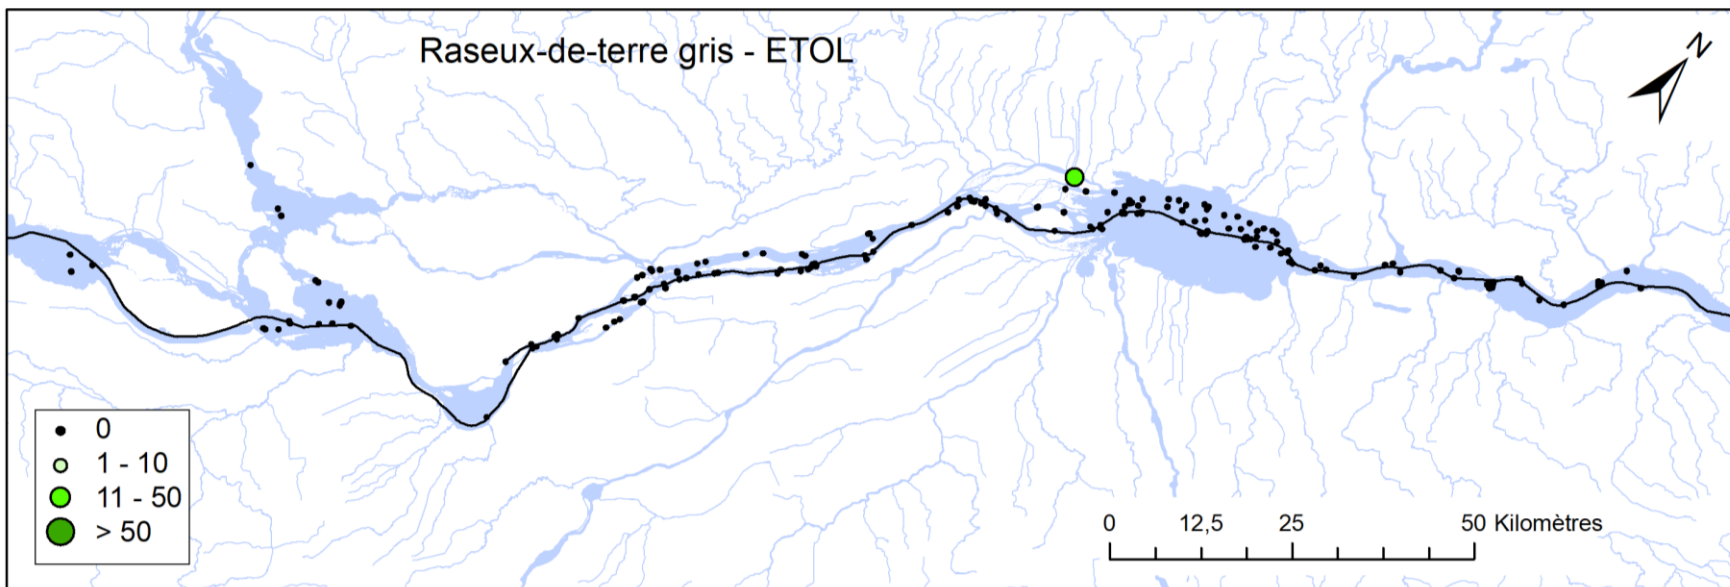 Raseux-de-terre gris - ETOL
N
0
1 - 10
11 - 50
> 50
0 12,5 25 50 Kilomètres